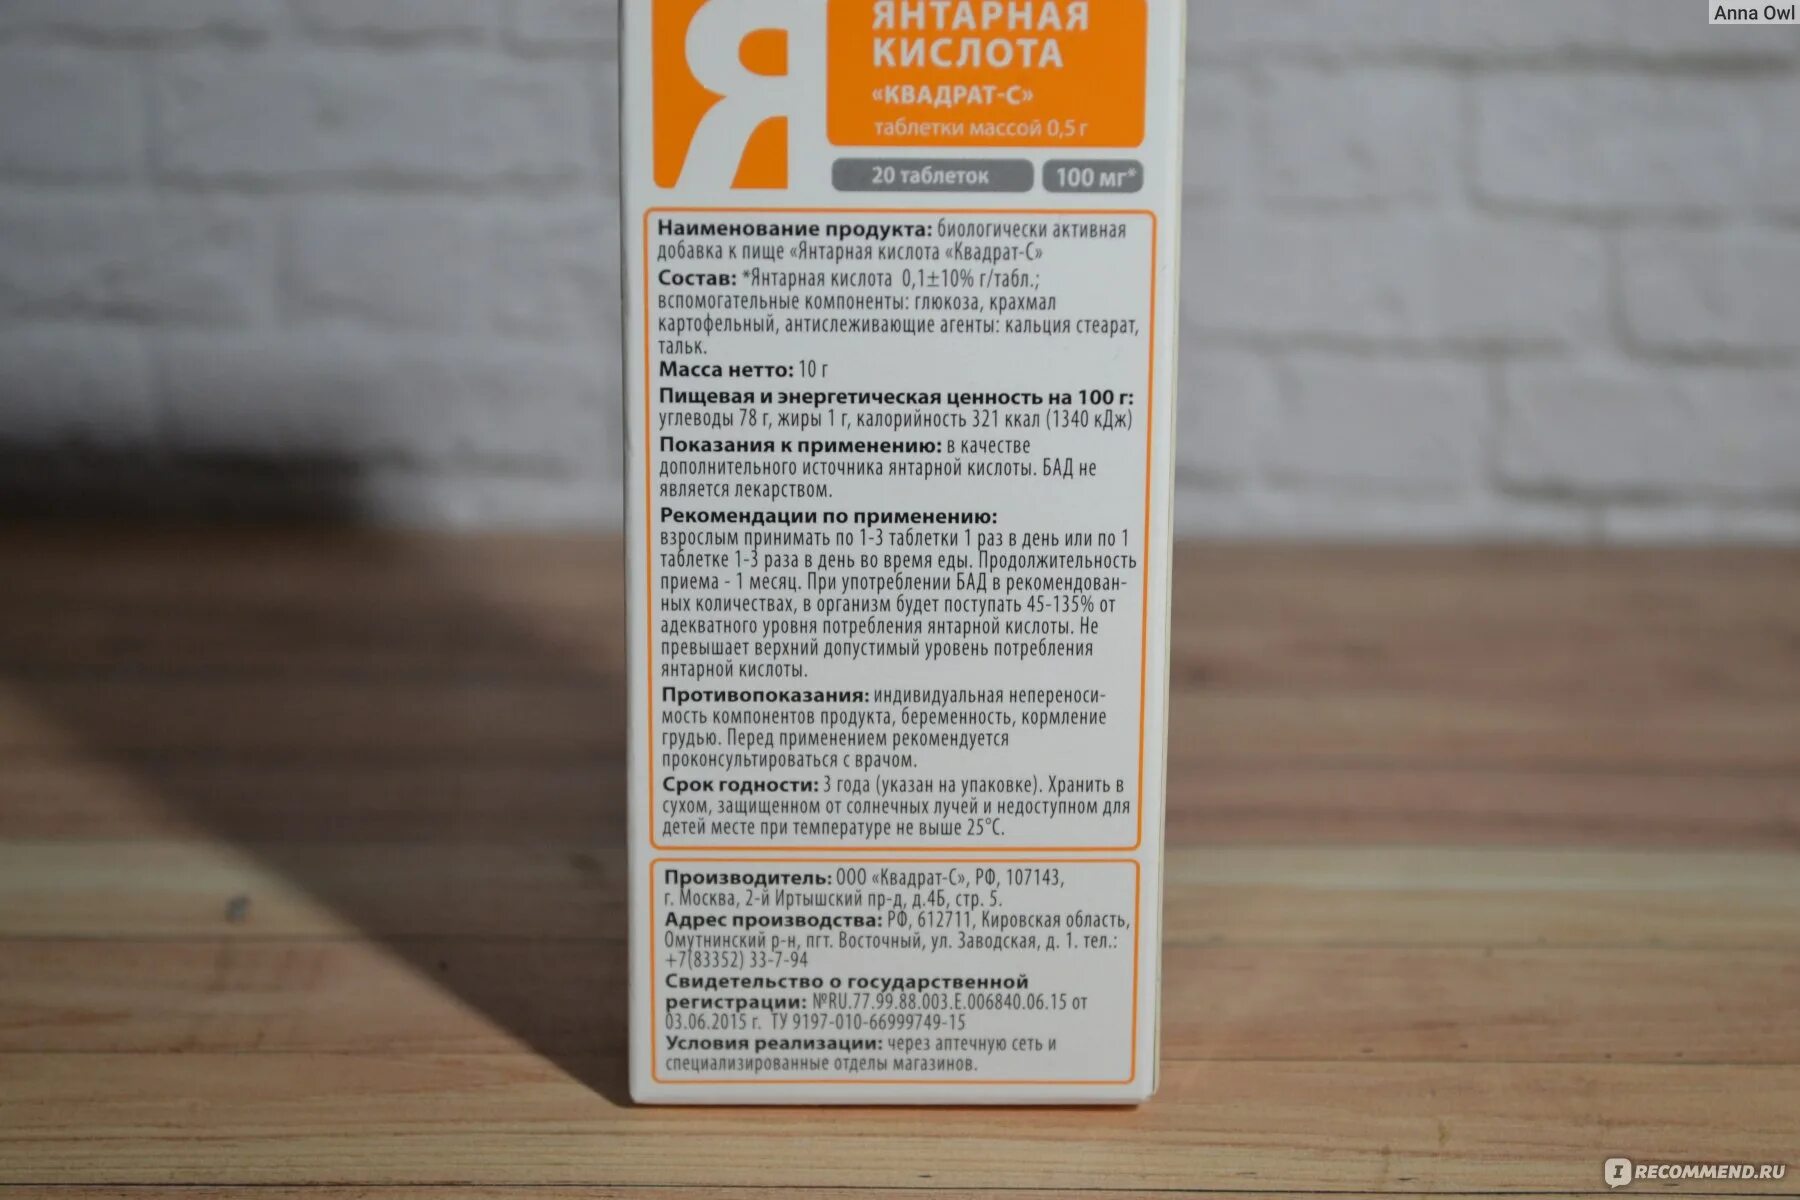 Anna Owl
Я
ЯНТАРНАЯ
КИСЛОТА
«КВАДРАТ-С»
таблетки массой 0,5 г
20 таблеток
100 мг*
Наименование продукта: биологически активная
добавка к пище «Янтарная кислота «Квадрат-С»
Состав: *Янтарная кислота 0,1±10% г/табл.;
вспомогательные компоненты: глюкоза, крахмал
картофельный, антислеживающие агенты: кальция стеарат,
тальк.
Масса нетто: 10 г
Пищевая и энергетическая ценность на 100 г:
углеводы 78 г, жиры 1 г, калорийность 321 ккал (1340 кДж)
Показания к применению: в качестве
дополнительного источника янтарной кислоты. БАД не
является лекарством.
Рекомендации по применению:
взрослым принимать по 1-3 таблетки 1 раз в день или по 1
таблетке 1-3 раза в день во время еды. Продолжительность
приема - 1 месяц. При употреблении БАД в рекомендован-
ных количествах, в организм будет поступать 45-135% от
адекватного уровня потребления янтарной кислоты. Не
превышает верхний допустимый уровень потребления
янтарной кислоты.
Противопоказания: индивидуальная непереноси-
мость компонентов продукта, беременность, кормление
грудью. Перед применением рекомендуется
проконсультироваться с врачом.
Срок годности: 3 года (указан на упаковке). Хранить в
сухом, защищенном от солнечных лучей и недоступном для
детей месте при температуре не выше 25°С.
Производитель: ООО «Квадрат-С», РФ, 107143,
г. Москва, 2-й Иртышский пр-д, д.4Б, стр. 5.
Адрес производства: РФ, 612711, Кировская область,
Омутнинский р-н, пгт. Восточный, ул. Заводская, д. 1. тел.:
+7(83352) 33-7-94
Свидетельство о государственной
регистрации: №RU.77.99.88.003.Е.006840.06.15 от
03.06.2015 г. ТУ 9197-010-66999749-15
Условия реализации: через аптечную сеть и
специализированные отделы магазинов.
IRECOMMEND.RU